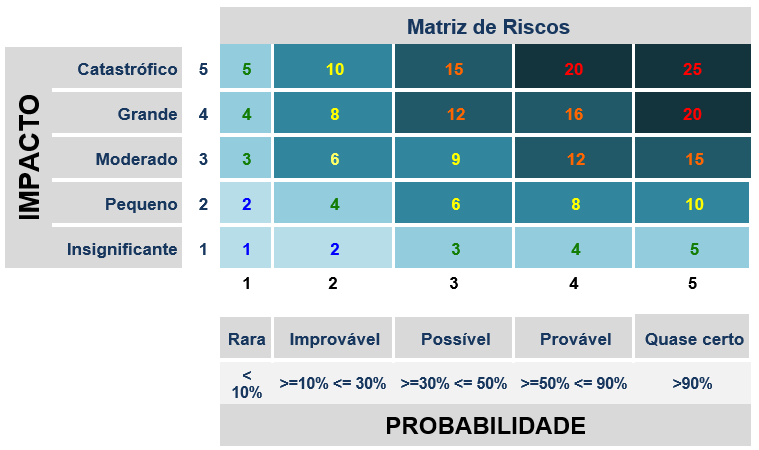 Matriz de Riscos
IMPACTO
Catastrófico 5 5 10 15 20 25
Grande 4 4 8 12 16 20
Moderado 3 3 6 9 12 15
Pequeno 2 2 4 6 8 10
Insignificante 1 1 2 3 4 5
1 2 3 4 5
Rara Improvável Possível Provável Quase certo
< 10% >=10% <= 30% >=30% <= 50% >=50% <= 90% >90%
PROBABILIDADE